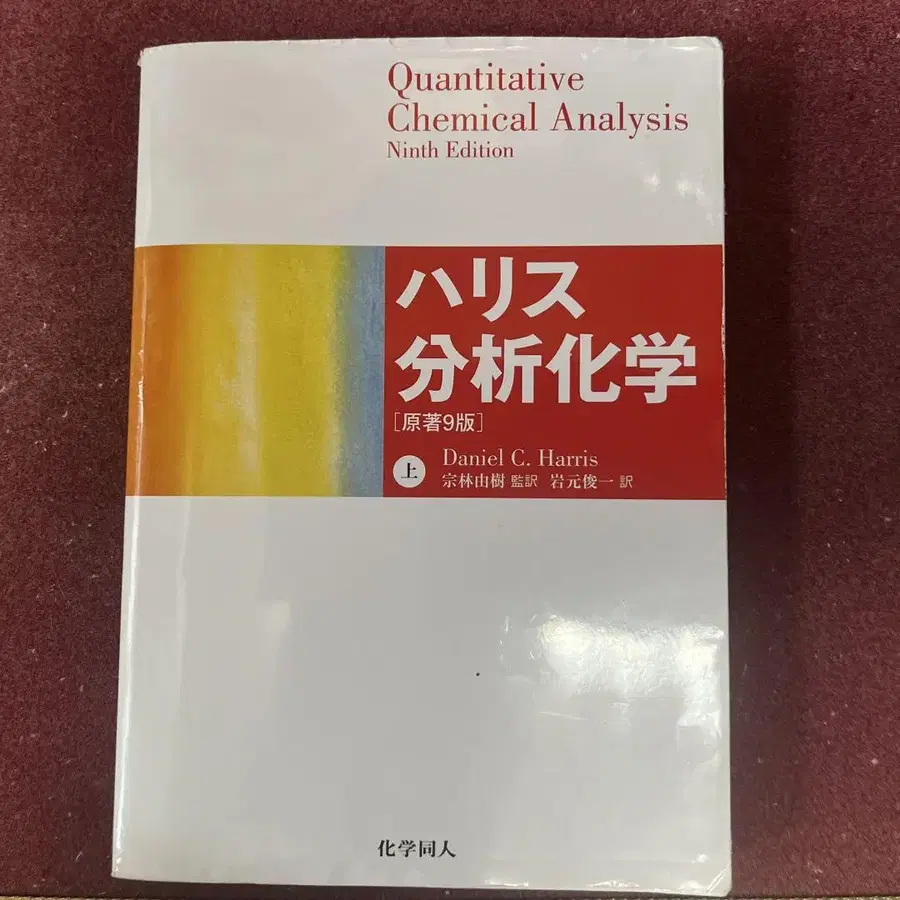 Quantitative
Chemical Analysis
Ninth Edition
ハリス
分析化学
[原著9版]
上 Daniel C. Harris
宗林由樹 監訳 岩元俊一 訳
化学同人